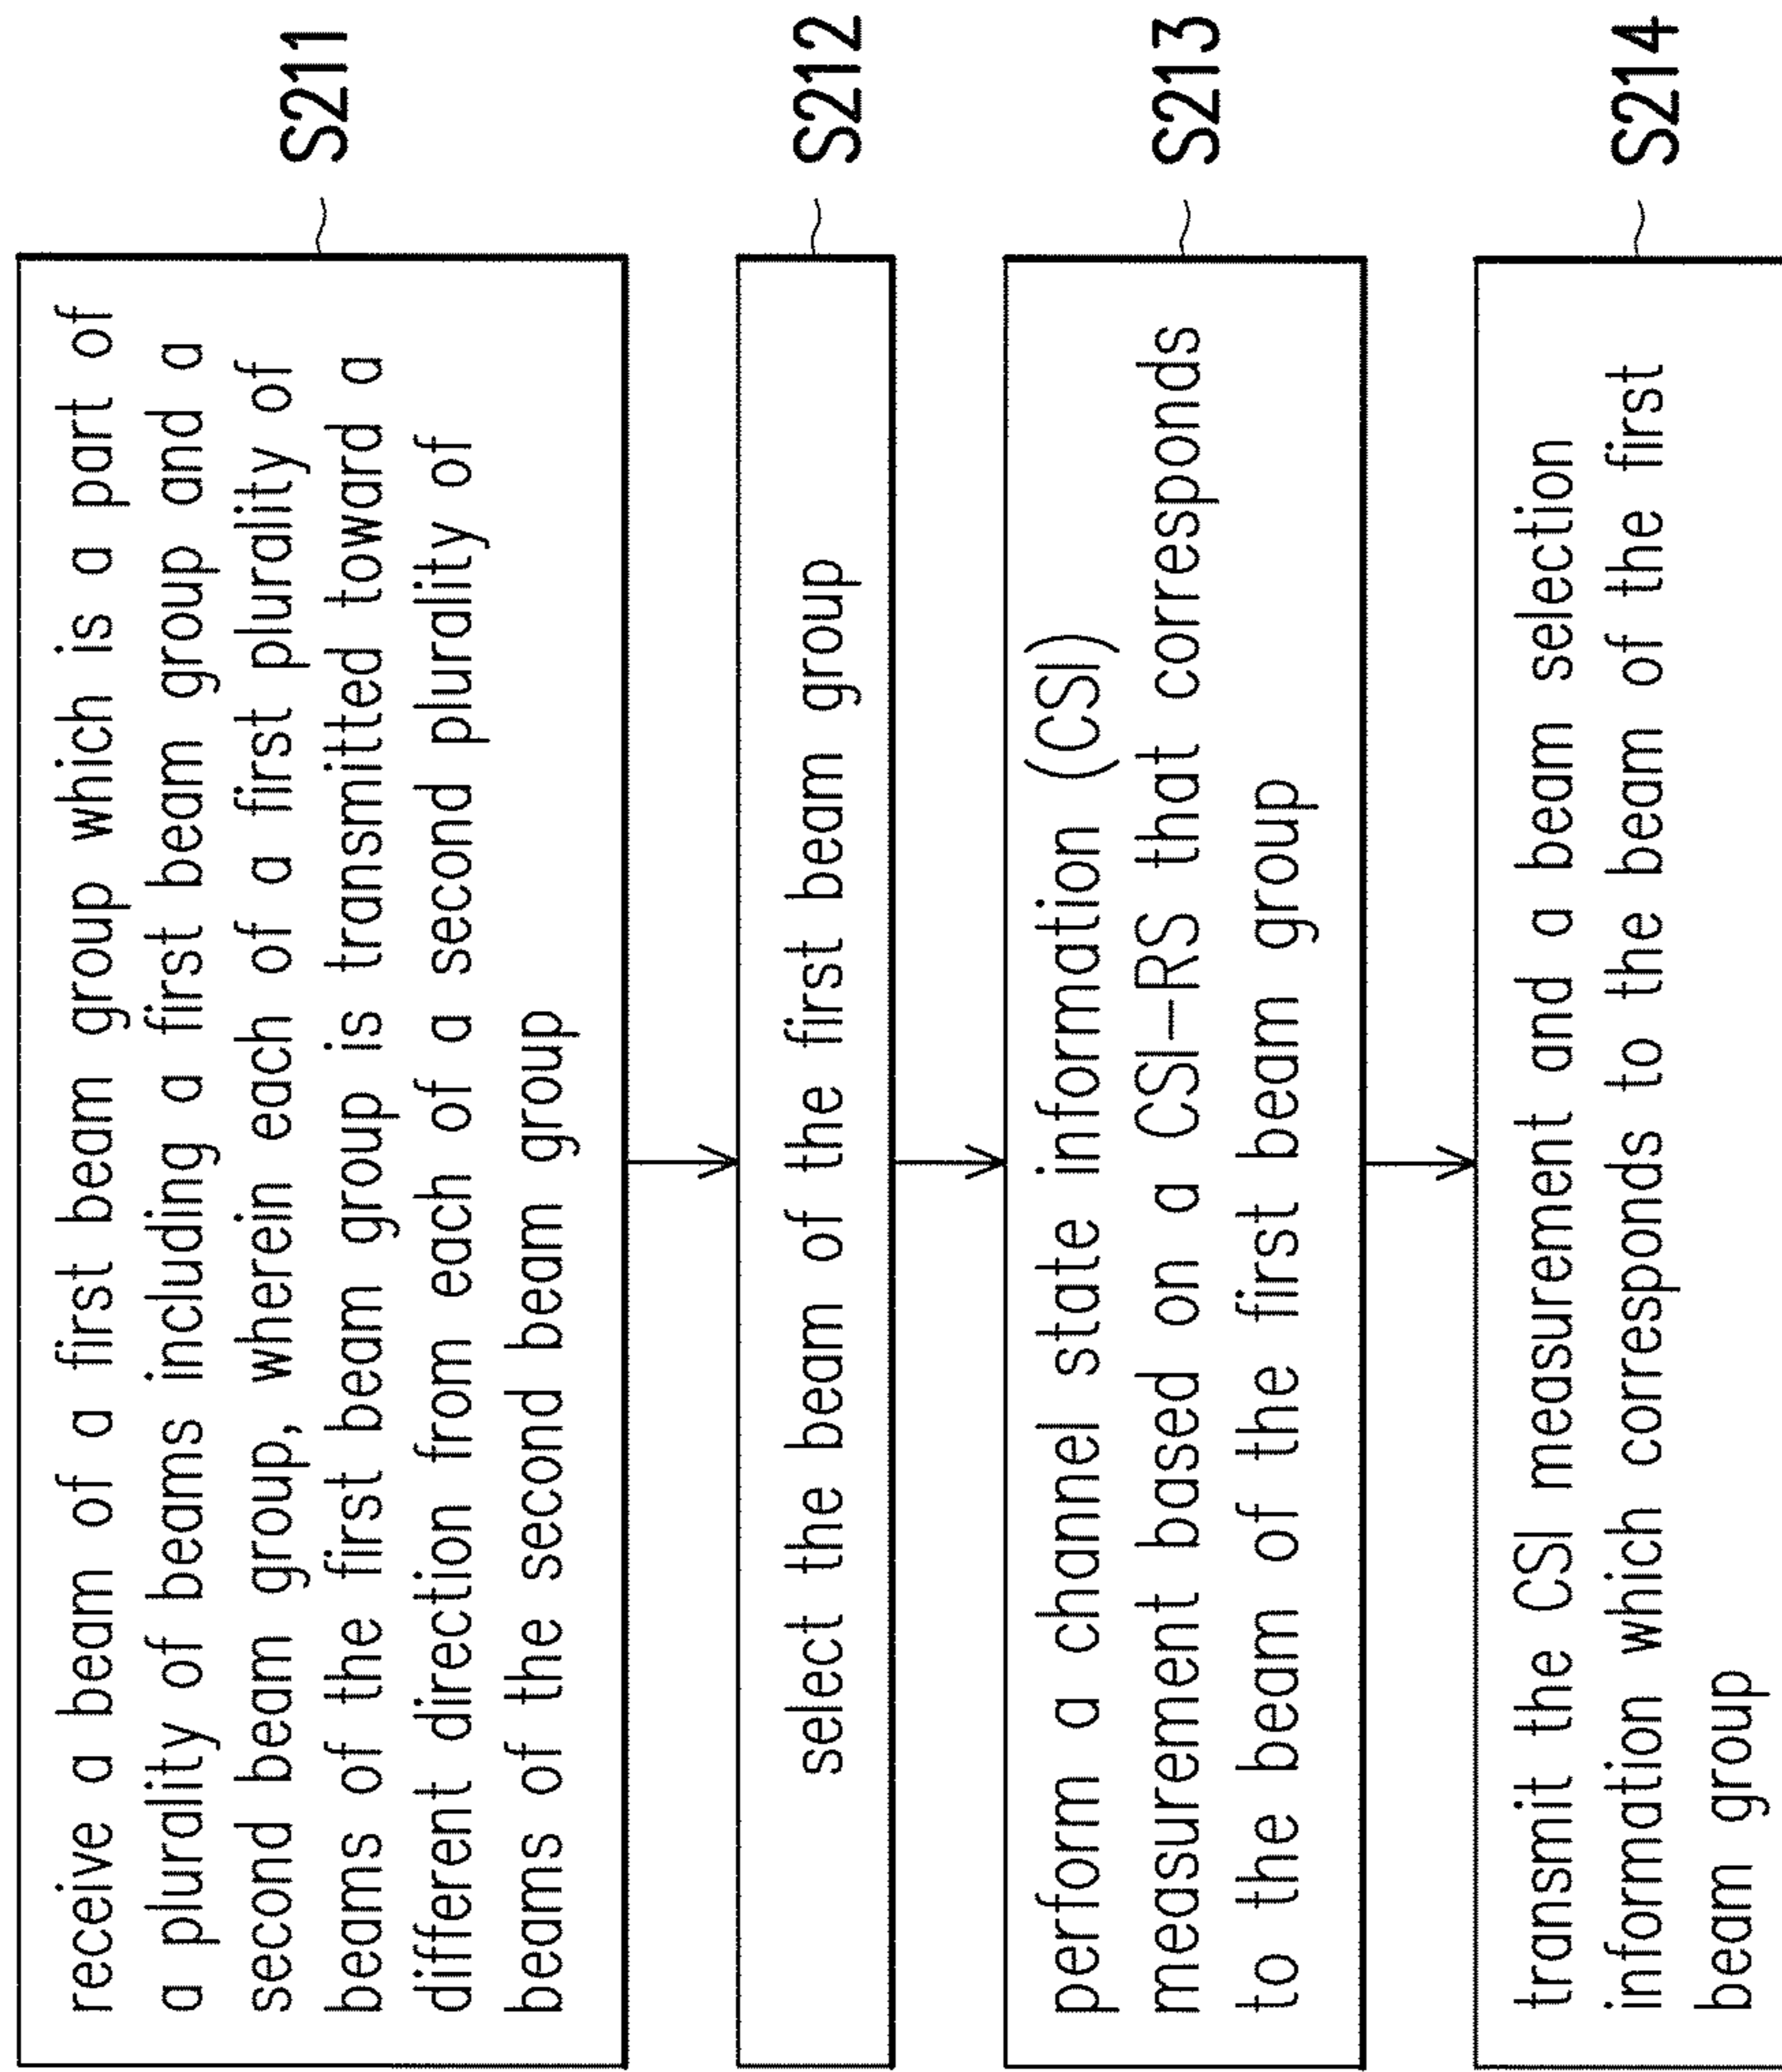 receive a beam of a first beam group which is a part of
a plurality of beams including a first beam group and a
second beam group, wherein each of a first plurality of
beams of the first beam group is transmitted toward a
different direction from each of a second plurality of
beams of the second beam group
S211
select the beam of the first beam group
S212
perform a channel state information (CSI)
measurement based on a CSI-RS that corresponds
to the beam of the first beam group
S213
transmit the CSI measurement and a beam selection
information which corresponds to the beam of the first
beam group
S214